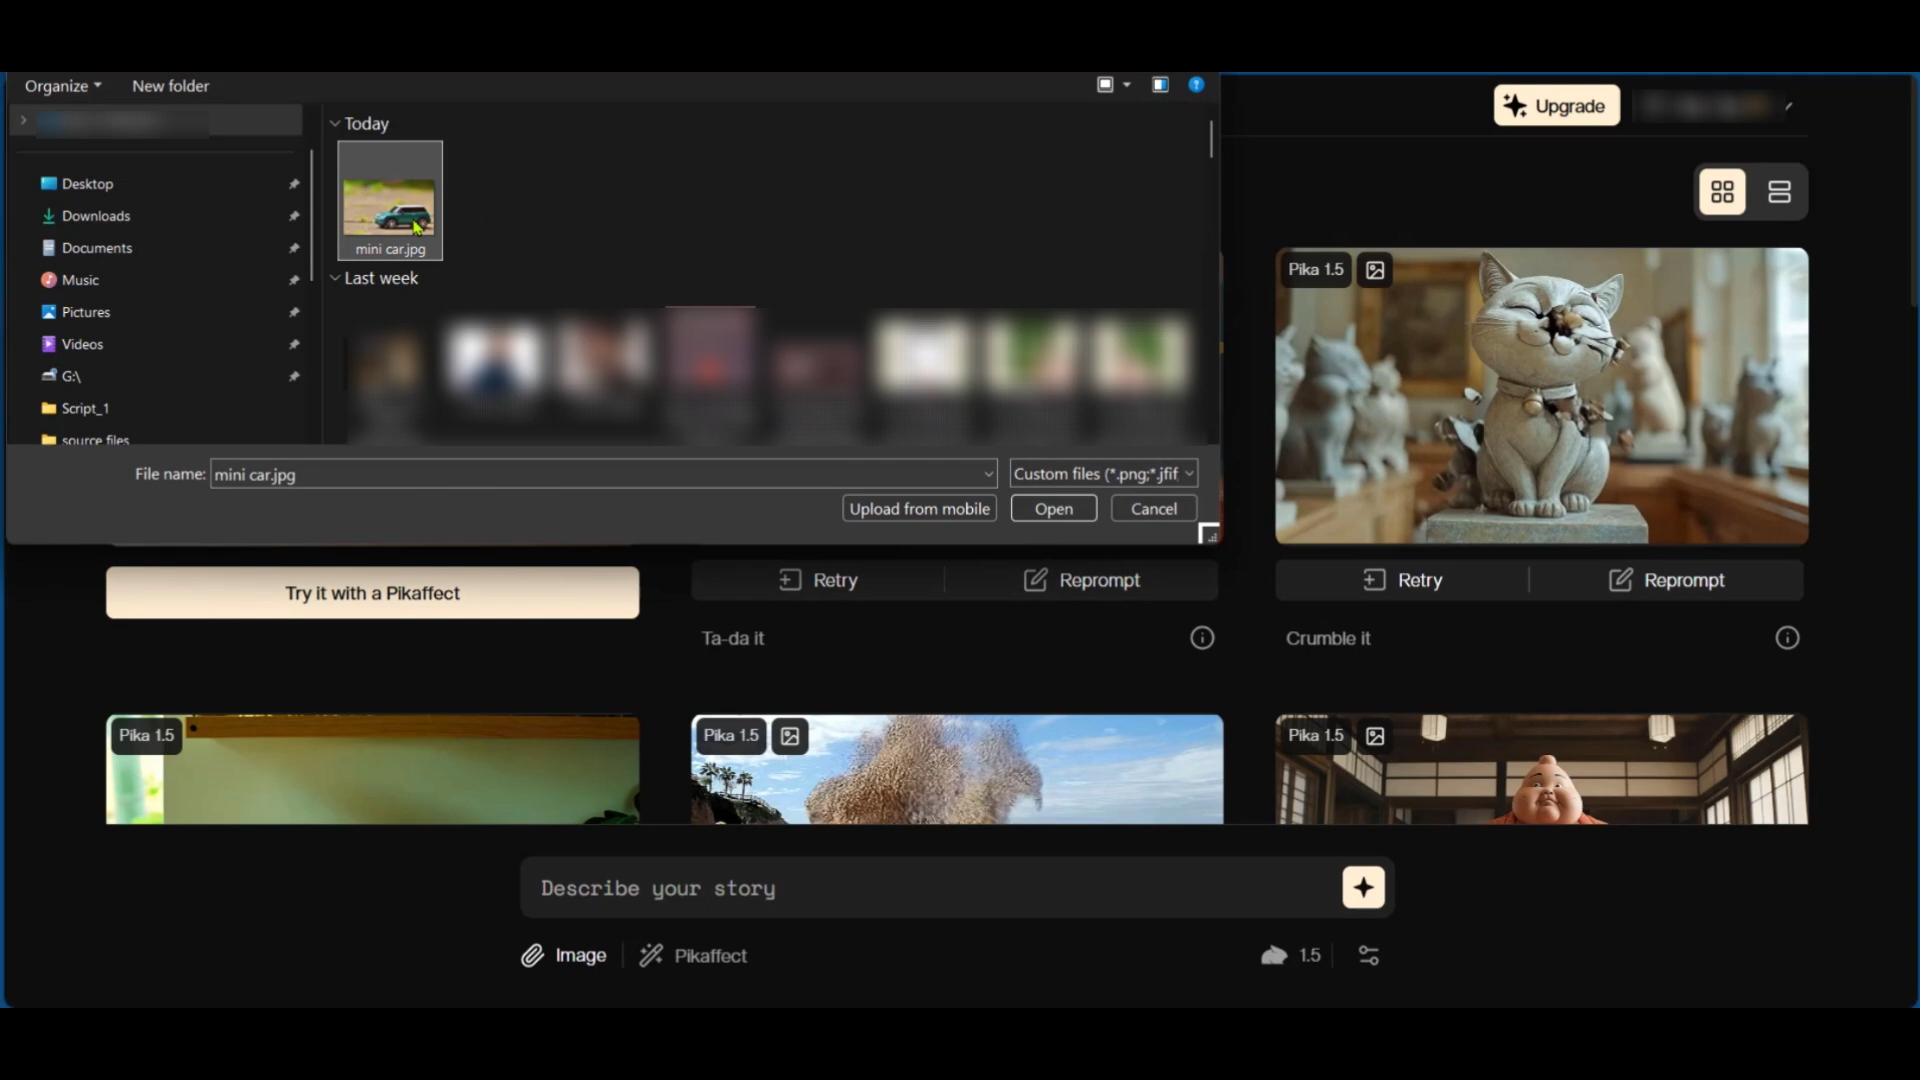 Organize
New folder
Upgrade
Today
mini car.jpg
Last week
Desktop
Downloads
Documents
Music
Pictures
Videos
G:\
Script_1
source files
File name:
mini car.jpg
Custom files (*.png;*.jfif
Upload from mobile
Open
Cancel
Pika 1.5
Try it with a Pikaffect
Retry
Reprompt
Retry
Reprompt
Ta-da it
Crumble it
Pika 1.5
Pika 1.5
Pika 1.5
Describe your story
Image
Pikaffect
1.5